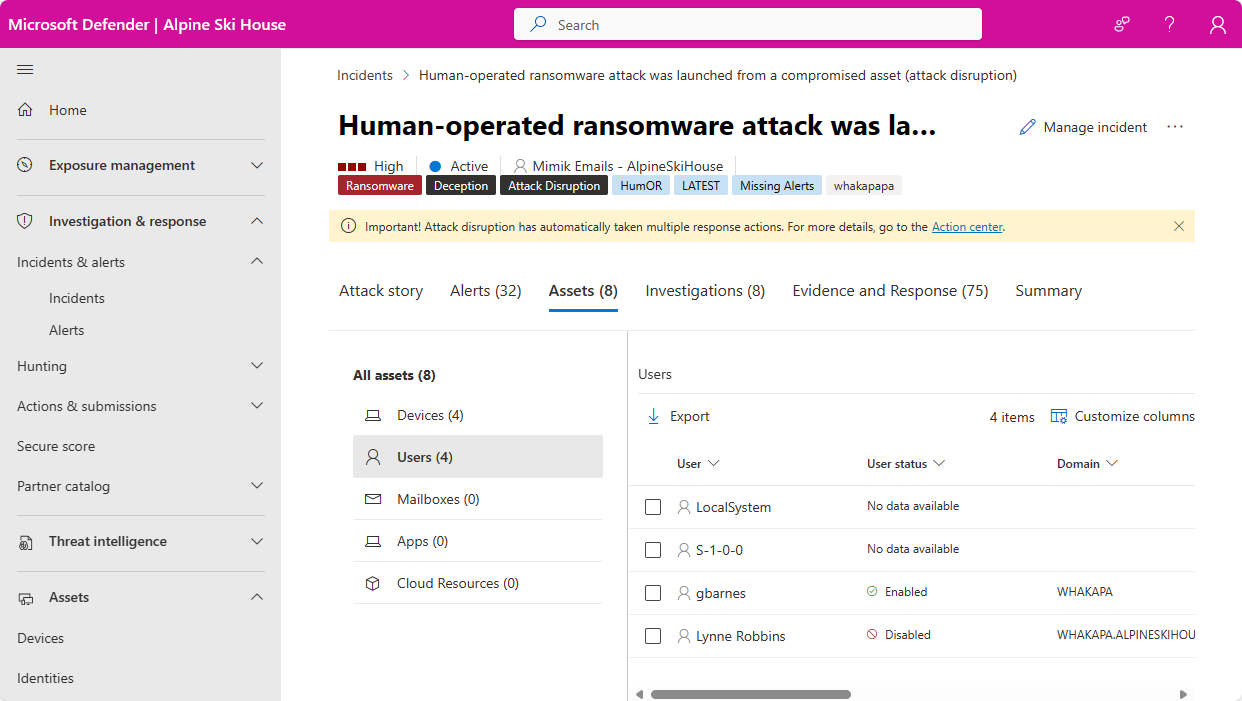 Microsoft Defender | Alpine Ski House
Search
Home
Exposure management
Investigation & response
Incidents & alerts
Incidents
Alerts
Hunting
Actions & submissions
Secure score
Partner catalog
Threat intelligence
Assets
Devices
Identities
Incidents > Human-operated ransomware attack was launched from a compromised asset (attack disruption)
Human-operated ransomware attack was la...
Manage incident ...
High Active Mimik Emails - AlpineSkiHouse
Ransomware Deception Attack Disruption HumOR LATEST Missing Alerts whakapapa
Important! Attack disruption has automatically taken multiple response actions. For more details, go to the Action center.
Attack story Alerts (32) Assets (8) Investigations (8) Evidence and Response (75) Summary
All assets (8)
Devices (4)
Users (4)
Mailboxes (0)
Apps (0)
Cloud Resources (0)
Users
Export 4 items Customize columns
User User status Domain
LocalSystem No data available
S-1-0-0 No data available
gbarnes Enabled WHAKAPA
Lynne Robbins Disabled WHAKAPA.ALPINESKIHOU